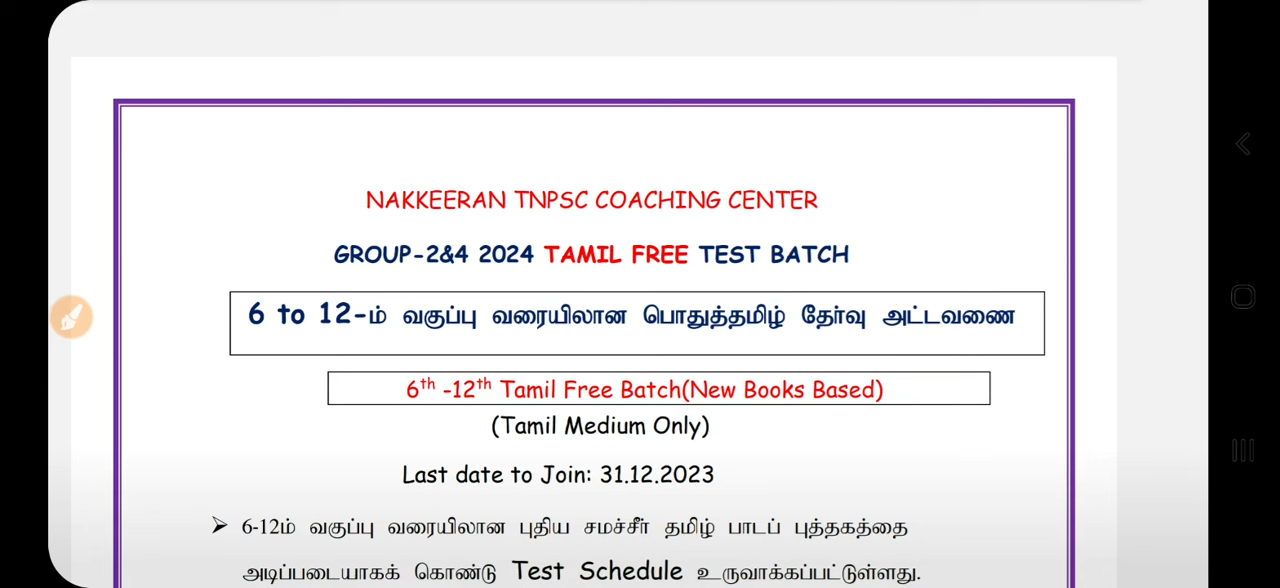 NAKKEERAN TNPSC COACHING CENTER
GROUP-2&4 2024 TAMIL FREE TEST BATCH
6 to 12-ம் வகுப்பு வரையிலான பொதுத்தமிழ் தேர்வு அட்டவணை
6th -12th Tamil Free Batch(New Books Based)
(Tamil Medium Only)
Last date to Join: 31.12.2023
➢ 6-12ம் வகுப்பு வரையிலான புதிய சமச்சீர் தமிழ் பாடப் புத்தகத்தை
அடிப்படையாகக் கொண்டு Test Schedule உருவாக்கப்பட்டுள்ளது.